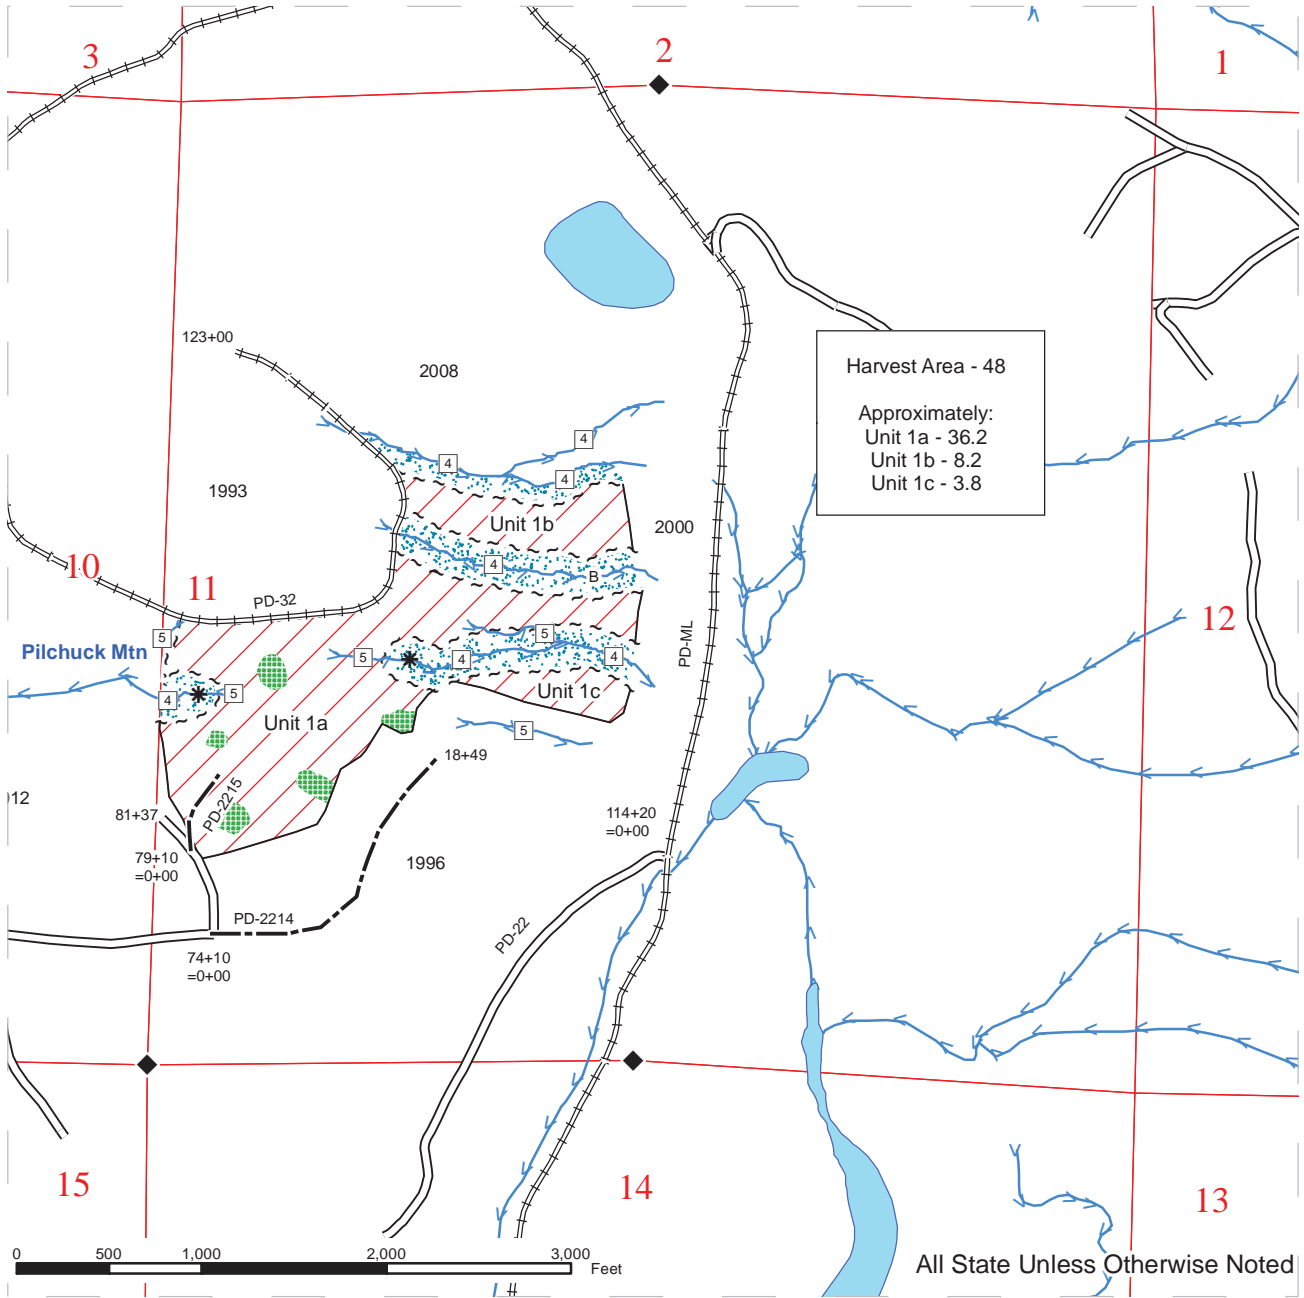 3
2
1
123+00
2008
Harvest Area - 48
Approximately:
Unit 1a - 36.2
Unit 1b - 8.2
Unit 1c - 3.8
4
4
4
1993
Unit 1b
2000
10
11
4
B
PD-32
12
5
5
Pilchuck Mtn
5
4
4
PD-ML
4
5
Unit 1c
Unit 1a
5
18+49
PD-2215
81+37
114+20
=0+00
79+10
=0+00
1996
PD-2214
PD-22
74+10
=0+00
15
14
13
0
500
1,000
2,000
3,000
Feet
All State Unless Otherwise Noted